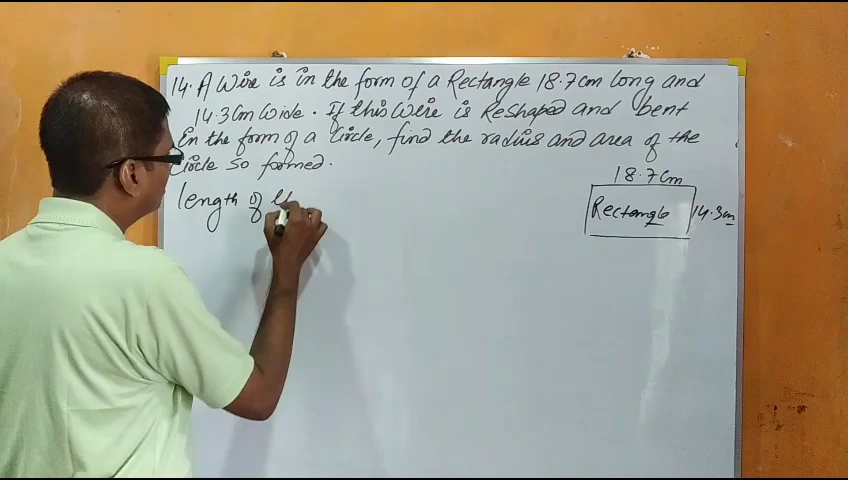 14. A wire is in the form of a Rectangle 18.7cm long and
14.3cm wide. If this wire is Reshaped and bent
in the form of a Circle, find the radius and area of the
Circle so formed.
18.7cm
length of
Rectangle 14.3cm